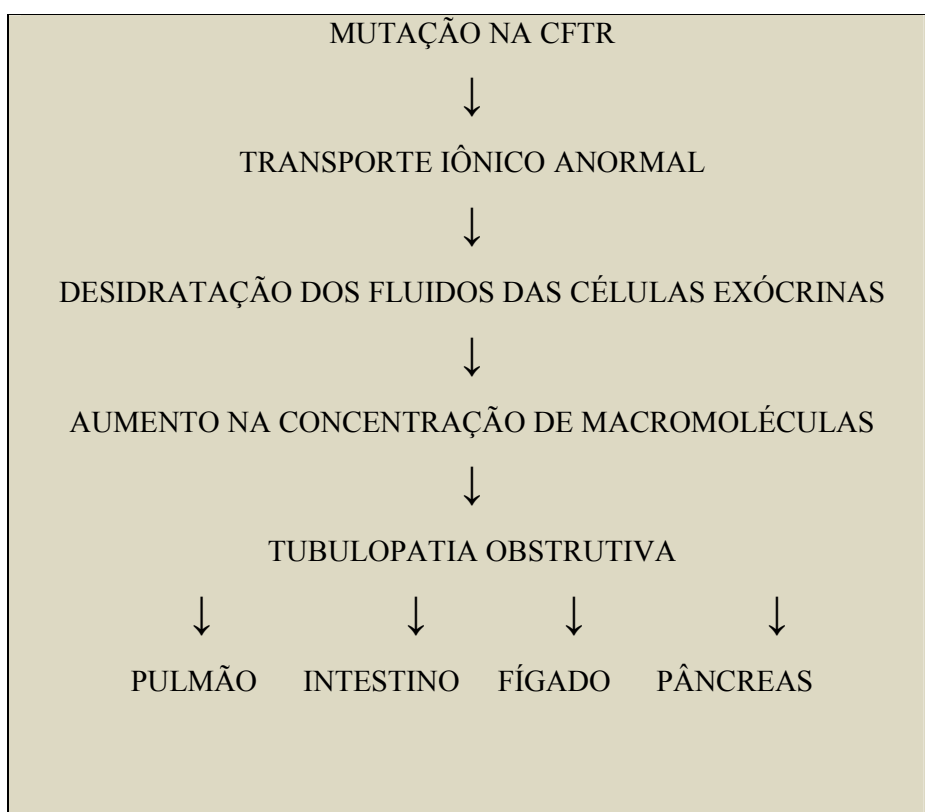 MUTAÇÃO NA CFTR
↓
TRANSPORTE IÔNICO ANORMAL
↓
DESIDRATAÇÃO DOS FLUIDOS DAS CÉLULAS EXÓCRINAS
↓
AUMENTO NA CONCENTRAÇÃO DE MACROMOLÉCULAS
↓
TUBULOPATIA OBSTRUTIVA
↓ ↓ ↓ ↓
PULMÃO INTESTINO FÍGADO PÂNCREAS